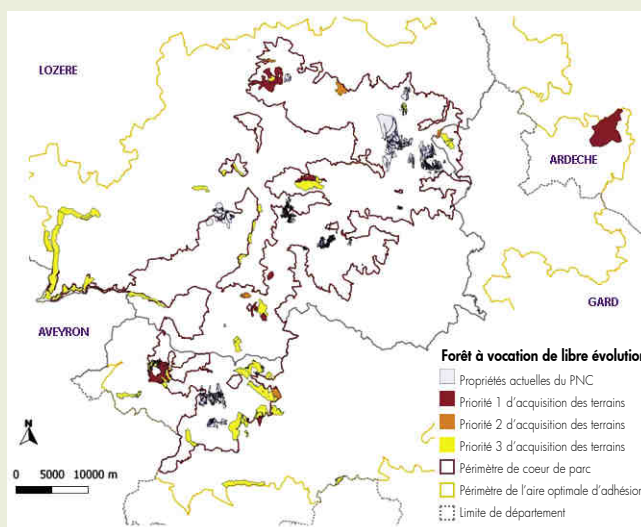 LOZERE
ARDECHE
GARD
AVEYRON
Forêt à vocation de libre évolution
Propriétés actuelles du PNC
Priorité 1 d'acquisition des terrains
Priorité 2 d'acquisition des terrains
Priorité 3 d'acquisition des terrains
Périmètre de coeur de parc
Périmètre de l'aire optimale d'adhésion
Limite de département
N
0 5000 10000 m